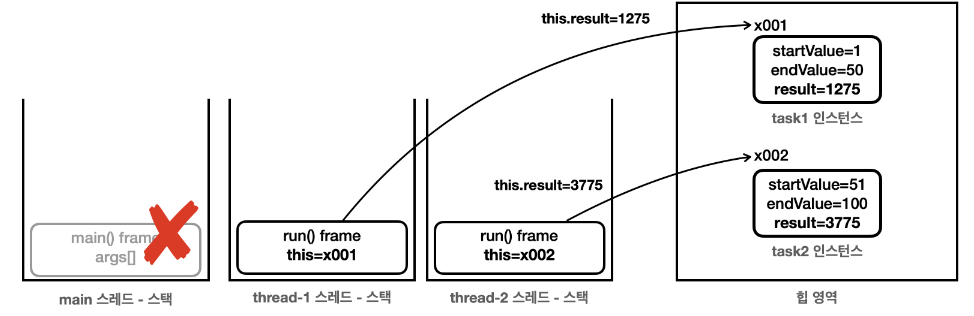 this.result=1275
x001
startValue=1
endValue=50
result=1275
task1 인스턴스
x002
this.result=3775
startValue=51
endValue=100
result=3775
task2 인스턴스
main() frame
args[]
run() frame
this=x001
run() frame
this=x002
main 스레드 - 스택
thread-1 스레드 - 스택
thread-2 스레드 - 스택
힙 영역